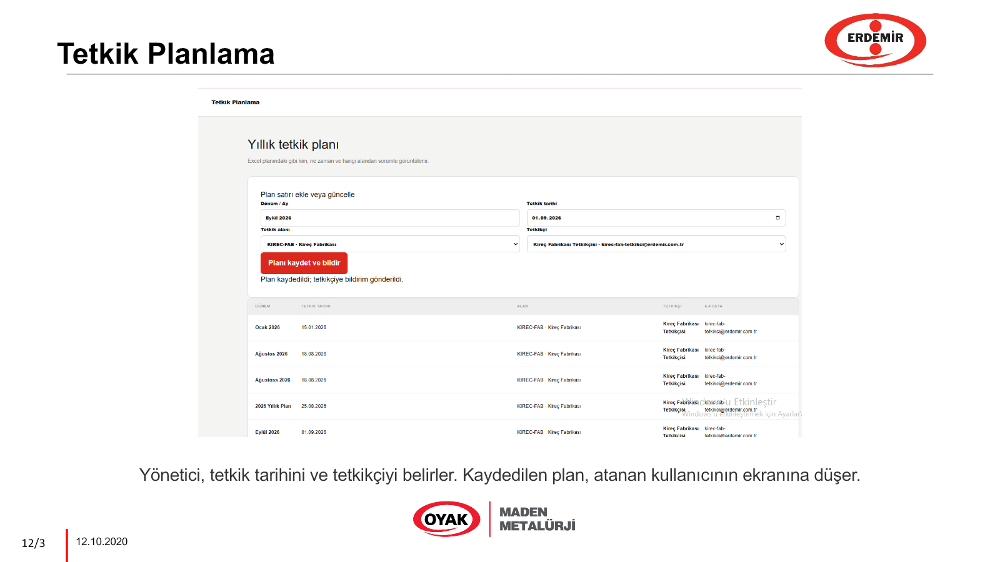 Tetkik Planlama
ERDEMİR
Tetkik Planlama
Yıllık tetkik planı
Excel planındaki gibi kim, ne zaman ve hangi alandan sorumlu görüntülenir.
Plan satırı ekle veya güncelle
Dönem / Ay
Tetkik tarihi
Eylül 2026
01.09.2026
Tetkik alanı
Tetkikçi
KIREC-FAB - Kireç Fabrikası
Kireç Fabrikası Tetkikçisi - kirec-fab-tetkikci@erdemir.com.tr
Planı kaydet ve bildir
Plan kaydedildi; tetkikçiye bildirim gönderildi.
DÖNEM TETKİK TARİHİ ALAN TETKİKÇİ E-POSTA
Ocak 2026 15.01.2026 KIREC-FAB - Kireç Fabrikası Kireç Fabrikası kirec-fab-
Tetkikçisi tetkikci@erdemir.com.tr
Ağustos 2026 18.08.2026 KIREC-FAB - Kireç Fabrikası Kireç Fabrikası kirec-fab-
Tetkikçisi tetkikci@erdemir.com.tr
Ağustoss 2026 18.08.2026 KIREC-FAB - Kireç Fabrikası Kireç Fabrikası kirec-fab-
Tetkikçisi tetkikci@erdemir.com.tr
2026 Yıllık Plan 25.08.2026 KIREC-FAB - Kireç Fabrikası Kireç Fabrikası kirec-fab-
Tetkikçisi tetkikci@erdemir.com.tr
Windows'u Etkinleştir
Windows'u etkinleştirmek için Ayarlar'a
Eylül 2026 01.09.2026 KIREC-FAB - Kireç Fabrikası Kireç Fabrikası kirec-fab-
Tetkikçisi tetkikci@erdemir.com.tr
Yönetici, tetkik tarihini ve tetkikçiyi belirler. Kaydedilen plan, atanan kullanıcının ekranına düşer.
OYAK
MADEN
METALÜRJİ
12/3
12.10.2020